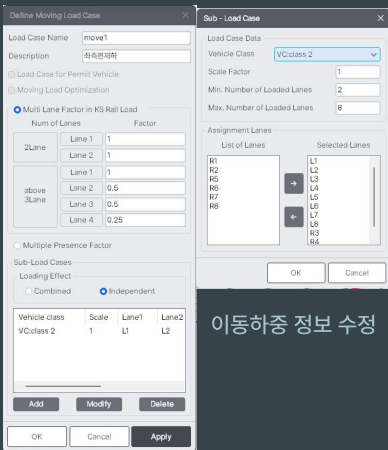 Define Moving Load Case
Load Case Name
move1
Description
좌측편재하
Load Case for Permit Vehicle
Moving Load Optimization
Multi Lane Factor in KS Rail Load
Num of Lanes
Factor
2Lane
Lane 1
1
Lane 2
1
above 3Lane
Lane 1
1
Lane 2
0.5
Lane 3
0.5
Lane 4
0.25
Multiple Presence Factor
Sub-Load Cases
Loading Effect
Combined
Independent
Vehicle class
Scale
Lane1
Lane2
VC:class 2
1
L1
L2
Add
Modify
Delete
OK
Cancel
Apply
Sub - Load Case
Load Case Data
Vehicle Class
VC:class 2
Scale Factor
1
Min. Number of Loaded Lanes
2
Max. Number of Loaded Lanes
8
Assignment Lanes
List of Lanes
Selected Lanes
R1
R2
R5
R6
R7
R8
L1
L2
L3
L4
L5
L6
L7
L8
R3
R4
OK
Cancel
이동하중 정보 수정